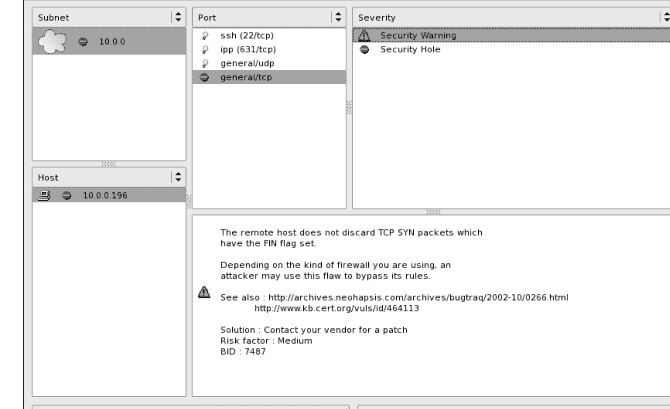 Subnet
10.0.0
Port
ssh (22/tcp)
ipp (631/tcp)
general/udp
general/tcp
Severity
Security Warning
Security Hole
Host
10.0.0.196
The remote host does not discard TCP SYN packets which
have the FIN flag set.
Depending on the kind of firewall you are using, an
attacker may use this flaw to bypass its rules.
See also : http://archives.neohapsis.com/archives/bugtraq/2002-10/0266.html
http://www.kb.cert.org/vuls/id/464113
Solution : Contact your vendor for a patch
Risk factor : Medium
BID : 7487